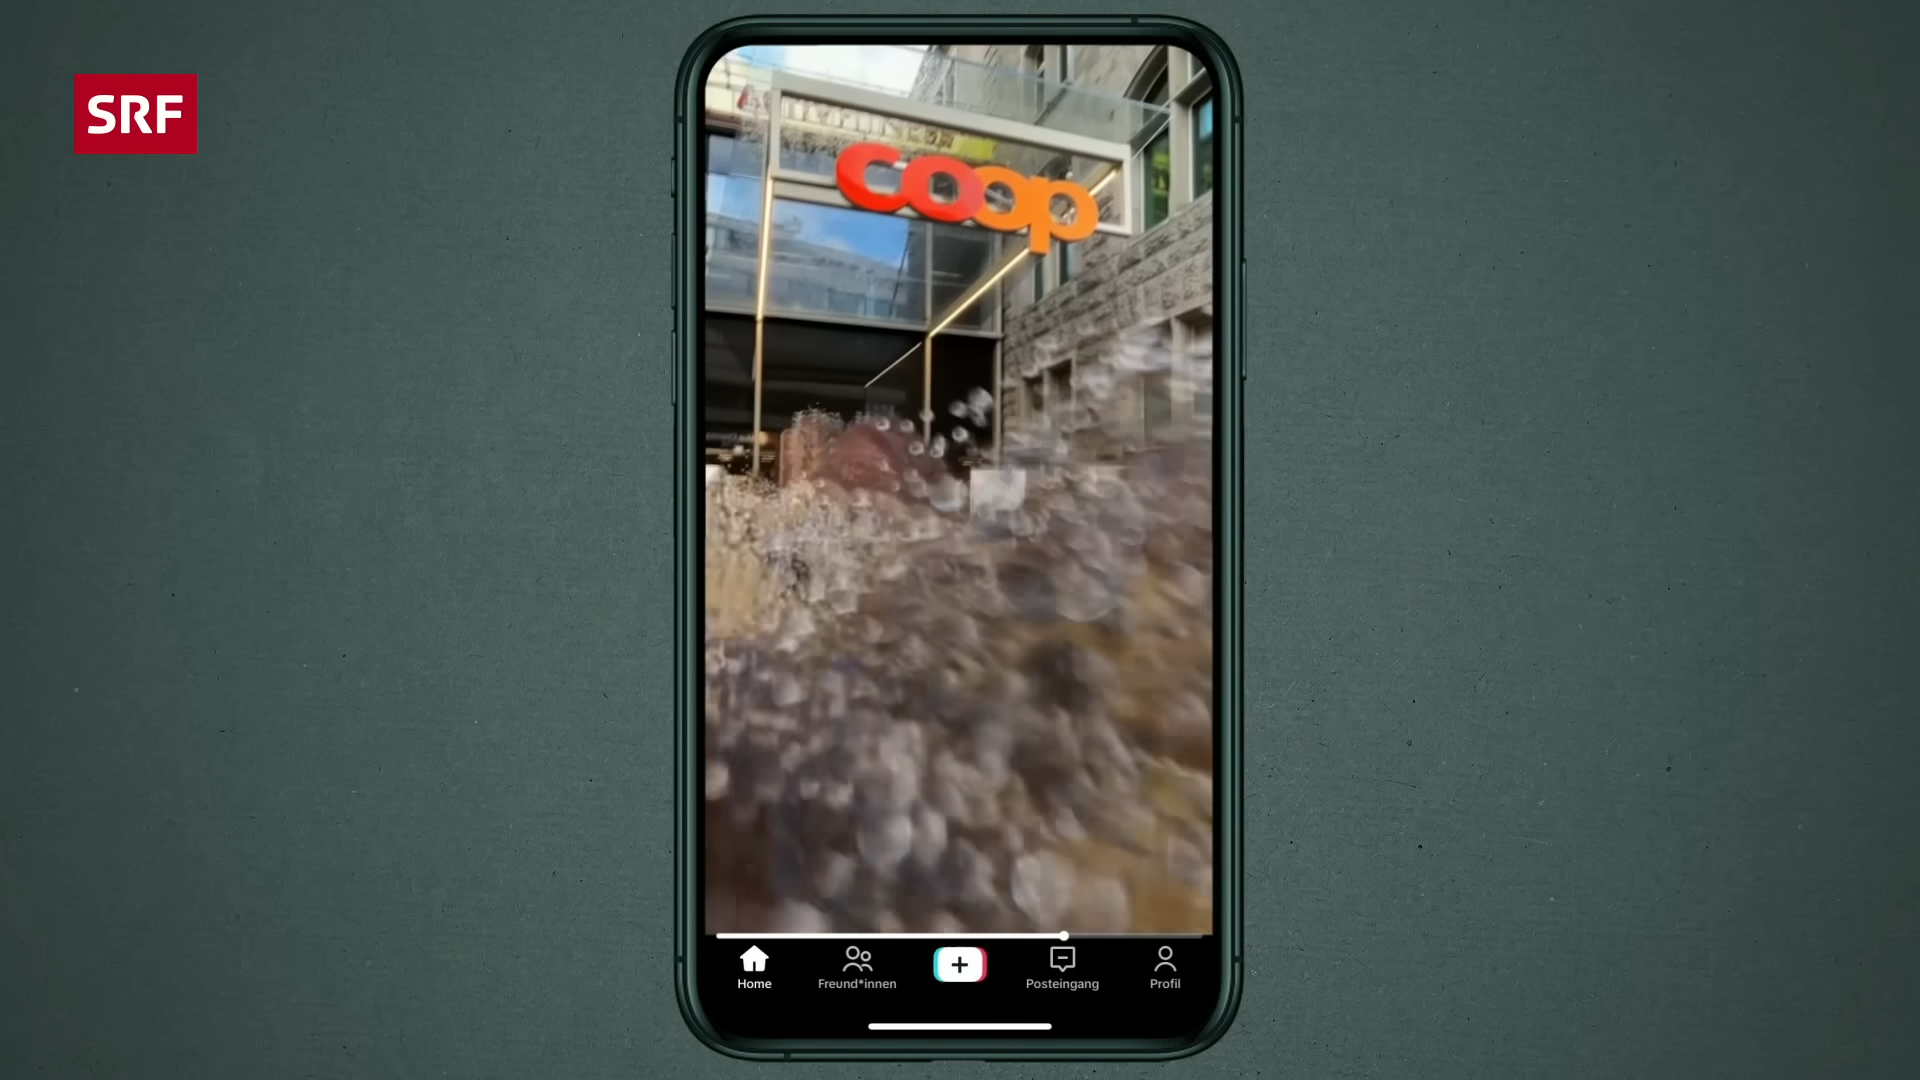 SRF
coop
Home
Freund*innen
Posteingang
Profil